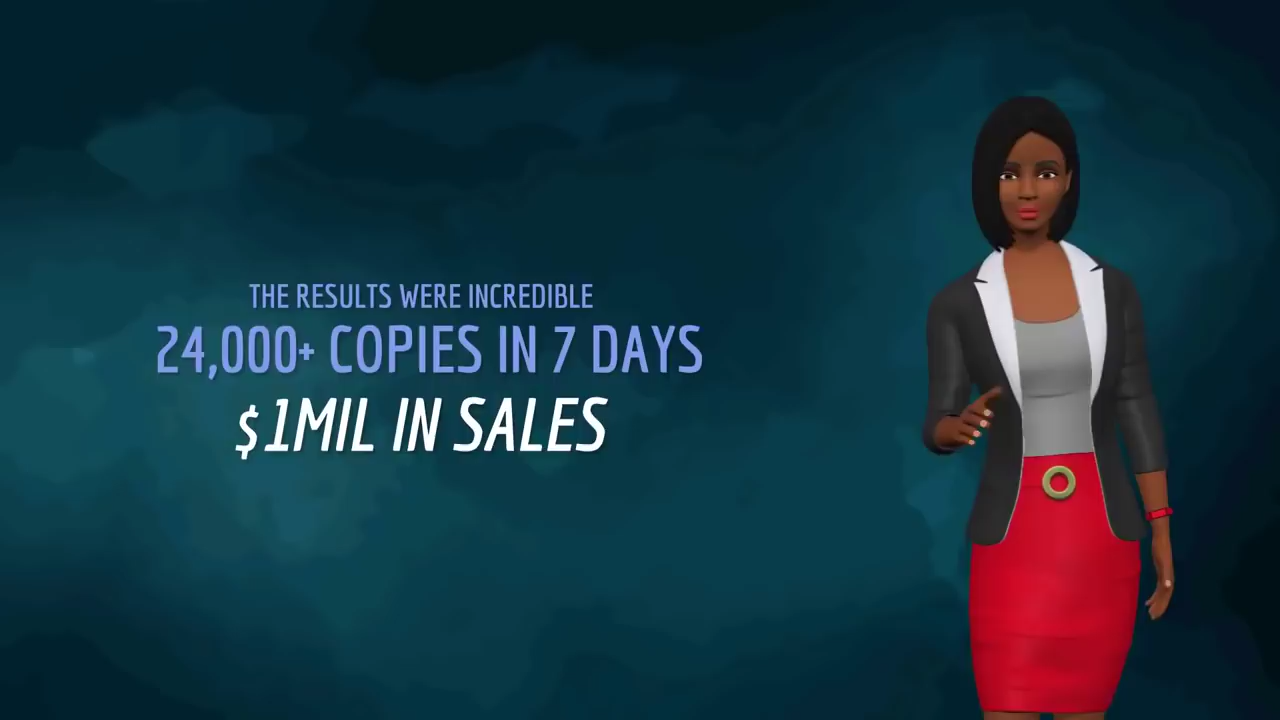 THE RESULTS WERE INCREDIBLE
24,000+ COPIES IN 7 DAYS
$1MIL IN SALES